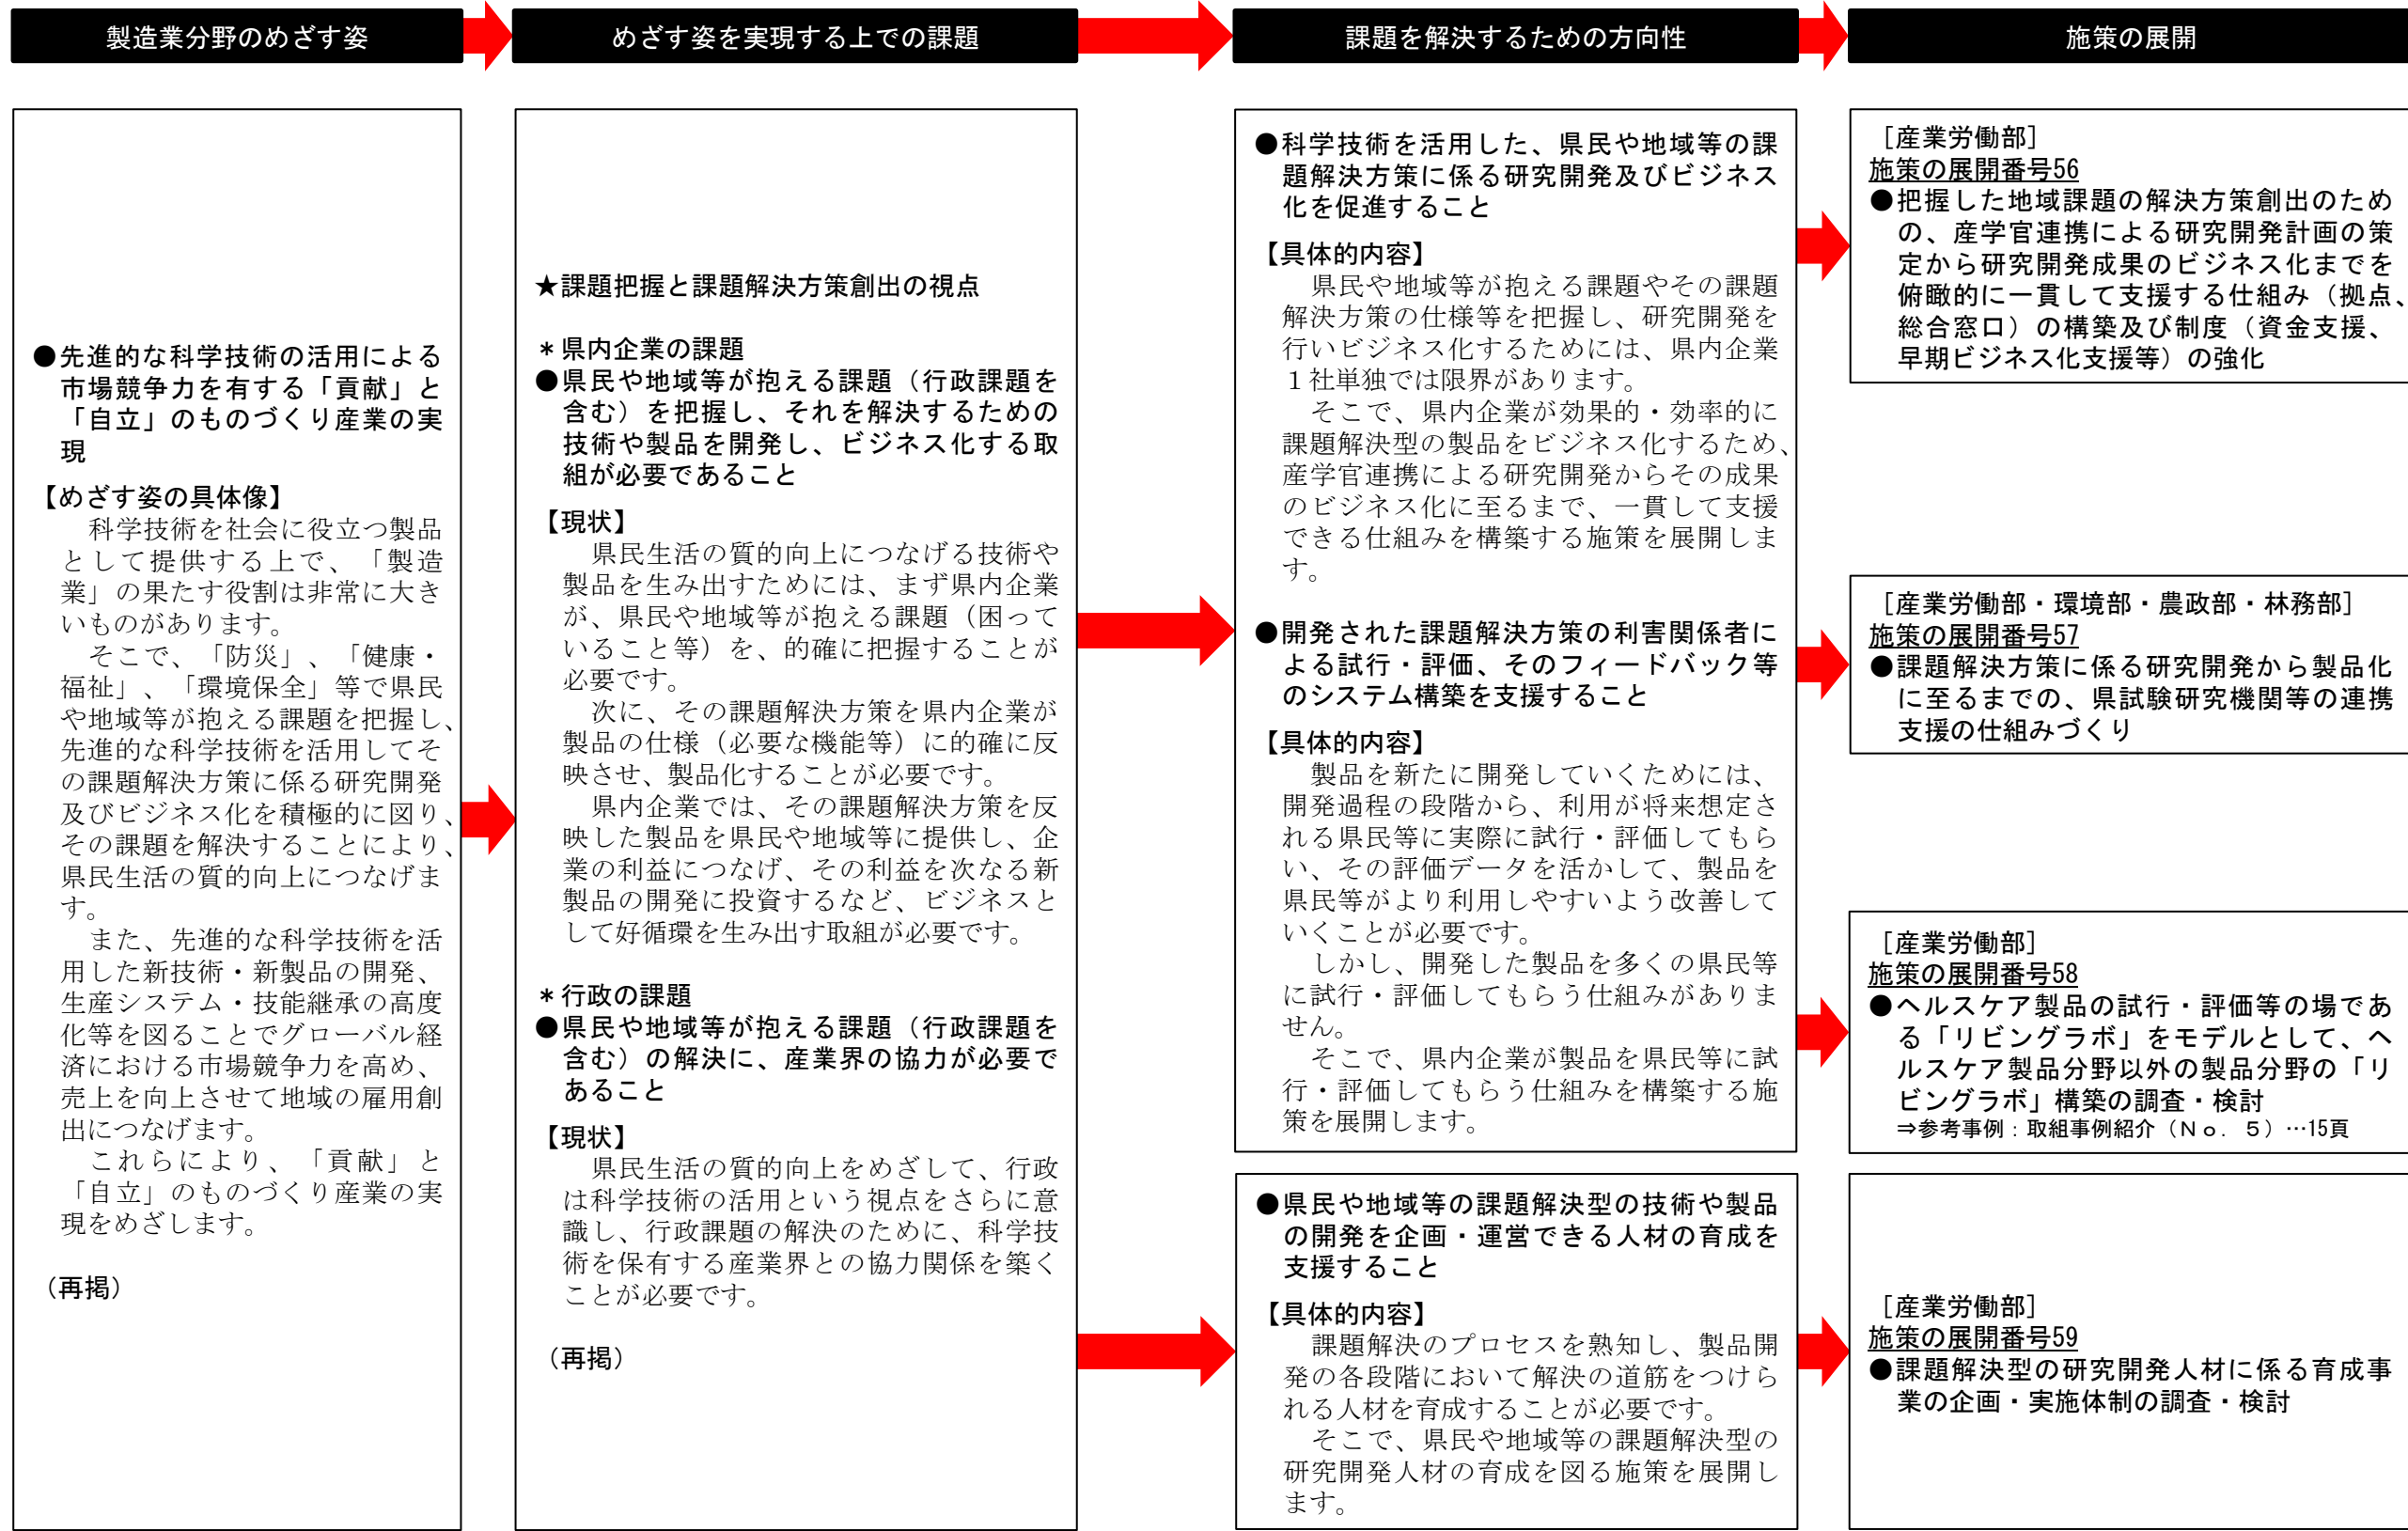 製造業分野のめざす姿
めざす姿を実現する上での課題
課題を解決するための方向性
施策の展開
●先進的な科学技術の活用による
市場競争力を有する「貢献」と
「自立」のものづくり産業の実
現
【めざす姿の具体像】
科学技術を社会に役立つ製品
として提供する上で、「製造
業」の果たす役割は非常に大き
いものがあります。
そこで、「防災」、「健康・
福祉」、「環境保全」等で県民
や地域等が抱える課題を把握し、
先進的な科学技術を活用してそ
の課題解決方策に係る研究開発
及びビジネス化を積極的に図り、
その課題を解決することにより、
県民生活の質的向上につなげま
す。
また、先進的な科学技術を活
用した新技術・新製品の開発、
生産システム・技能継承の高度
化等を図ることでグローバル経
済における市場競争力を高め、
売上を向上させて地域の雇用創
出につなげます。
これらにより、「貢献」と
「自立」のものづくり産業の実
現をめざします。
（再掲）
★課題把握と課題解決方策創出の視点
＊県内企業の課題
●県民や地域等が抱える課題（行政課題を
含む）を把握し、それを解決するための
技術や製品を開発し、ビジネス化する取
組が必要であること
【現状】
県民生活の質的向上につなげる技術や
製品を生み出すためには、まず県内企業
が、県民や地域等が抱える課題（困って
いること等）を、的確に把握することが
必要です。
次に、その課題解決方策を県内企業が
製品の仕様（必要な機能等）に的確に反
映させ、製品化することが必要です。
県内企業では、その課題解決方策を反
映した製品を県民や地域等に提供し、企
業の利益につなげ、その利益を次なる新
製品の開発に投資するなど、ビジネスと
して好循環を生み出す取組が必要です。
＊行政の課題
●県民や地域等が抱える課題（行政課題を
含む）の解決に、産業界の協力が必要で
あること
【現状】
県民生活の質的向上をめざして、行政
は科学技術の活用という視点をさらに意
識し、行政課題の解決のために、科学技
術を保有する産業界との協力関係を築く
ことが必要です。
（再掲）
●科学技術を活用した、県民や地域等の課
題解決方策に係る研究開発及びビジネス
化を促進すること
【具体的内容】
県民や地域等が抱える課題やその課題
解決方策の仕様等を把握し、研究開発を
行いビジネス化するためには、県内企業
１社単独では限界があります。
そこで、県内企業が効果的・効率的に
課題解決型の製品をビジネス化するため、
産学官連携による研究開発からその成果
のビジネス化に至るまで、一貫して支援
できる仕組みを構築する施策を展開しま
す。
●開発された課題解決方策の利害関係者に
よる試行・評価、そのフィードバック等
のシステム構築を支援すること
【具体的内容】
製品を新たに開発していくためには、
開発過程の段階から、利用が将来想定さ
れる県民等に実際に試行・評価してもら
い、その評価データを活かして、製品を
県民等がより利用しやすいよう改善して
いくことが必要です。
しかし、開発した製品を多くの県民等
に試行・評価してもらう仕組みがありま
せん。
そこで、県内企業が製品を県民等に試
行・評価してもらう仕組みを構築する施
策を展開します。
●県民や地域等の課題解決型の技術や製品
の開発を企画・運営できる人材の育成を
支援すること
【具体的内容】
課題解決のプロセスを熟知し、製品開
発の各段階において解決の道筋をつけら
れる人材を育成することが必要です。
そこで、県民や地域等の課題解決型の
研究開発人材の育成を図る施策を展開し
ます。
［産業労働部］
施策の展開番号56
●把握した地域課題の解決方策創出のため
の、産学官連携による研究開発計画の策
定から研究開発成果のビジネス化までを
俯瞰的に一貫して支援する仕組み（拠点、
総合窓口）の構築及び制度（資金支援、
早期ビジネス化支援等）の強化
［産業労働部・環境部・農政部・林務部］
施策の展開番号57
●課題解決方策に係る研究開発から製品化
に至るまでの、県試験研究機関等の連携
支援の仕組みづくり
［産業労働部］
施策の展開番号58
●ヘルスケア製品の試行・評価等の場であ
る「リビングラボ」をモデルとして、ヘ
ルスケア製品分野以外の製品分野の「リ
ビングラボ」構築の調査・検討
⇒参考事例：取組事例紹介（Ｎｏ．５）…15頁
［産業労働部］
施策の展開番号59
●課題解決型の研究開発人材に係る育成事
業の企画・実施体制の調査・検討